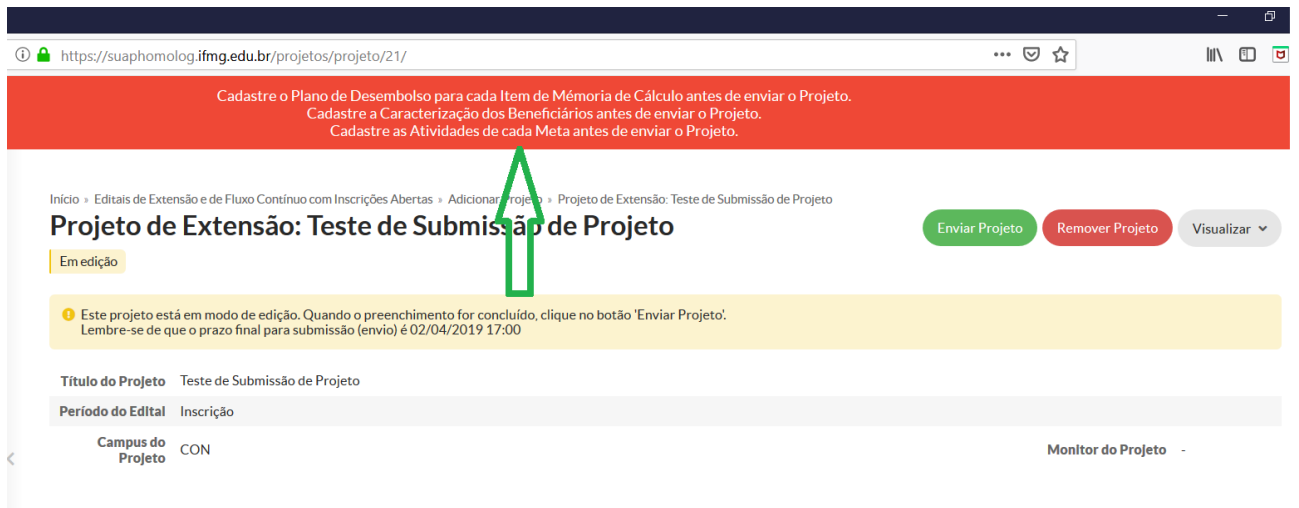 https://suaphomolog.ifmg.edu.br/projetos/projeto/21/
Cadastre o Plano de Desembolso para cada Item de Mémoria de Cálculo antes de enviar o Projeto.
Cadastre a Caracterização dos Beneficiários antes de enviar o Projeto.
Cadastre as Atividades de cada Meta antes de enviar o Projeto.
Início » Editais de Extensão e de Fluxo Contínuo com Inscrições Abertas » Adicionar Projeto » Projeto de Extensão: Teste de Submissão de Projeto
Projeto de Extensão: Teste de Submissão de Projeto
Enviar Projeto Remover Projeto Visualizar
Em edição
Este projeto está em modo de edição. Quando o preenchimento for concluído, clique no botão 'Enviar Projeto'.
Lembre-se de que o prazo final para submissão (envio) é 02/04/2019 17:00
Título do Projeto Teste de Submissão de Projeto
Período do Edital Inscrição
Campus do
Projeto CON Monitor do Projeto -